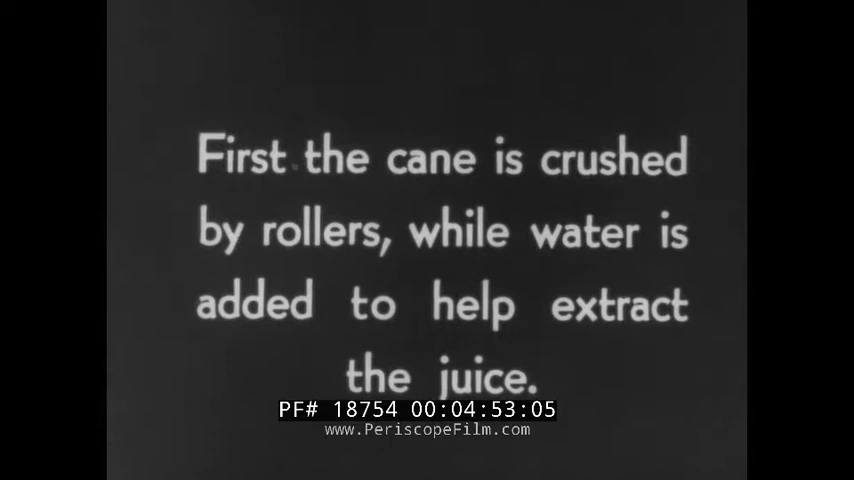 First the cane is crushed
by rollers, while water is
added to help extract
the juice.
PF# 18754 00:04:53:05
www.PeriscopeFilm.com